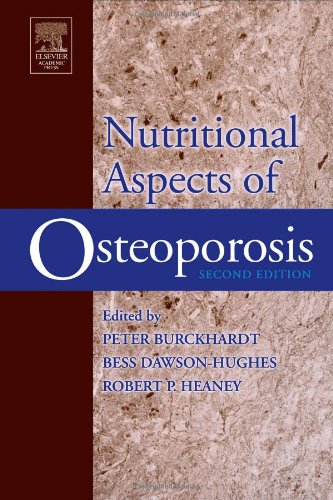 ELSEVIER
ACADEMIC
PRESS
Nutritional
Aspects of
Osteoporosis
SECOND EDITION
Edited by
PETER BURCKHARDT
BESS DAWSON-HUGHES
ROBERT P. HEANEY